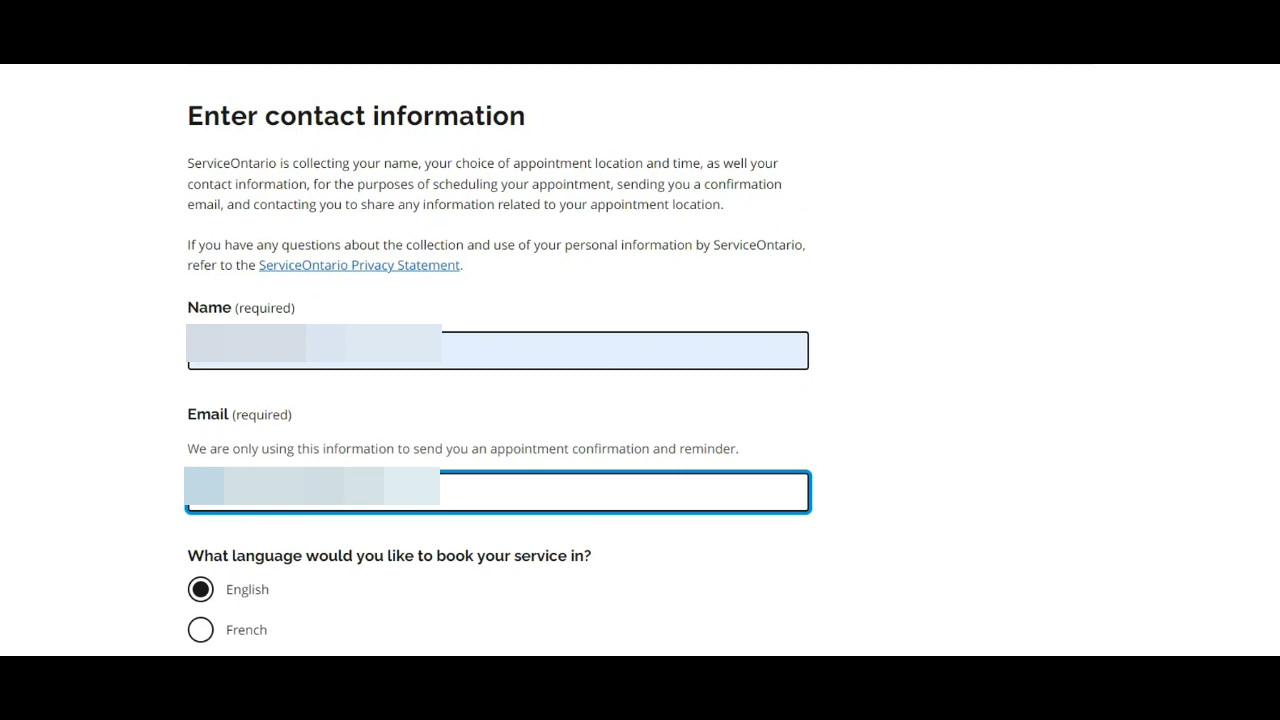 Enter contact information
ServiceOntario is collecting your name, your choice of appointment location and time, as well your
contact information, for the purposes of scheduling your appointment, sending you a confirmation
email, and contacting you to share any information related to your appointment location.
If you have any questions about the collection and use of your personal information by ServiceOntario,
refer to the ServiceOntario Privacy Statement.
Name (required)
Email (required)
We are only using this information to send you an appointment confirmation and reminder.
What language would you like to book your service in?
English
French